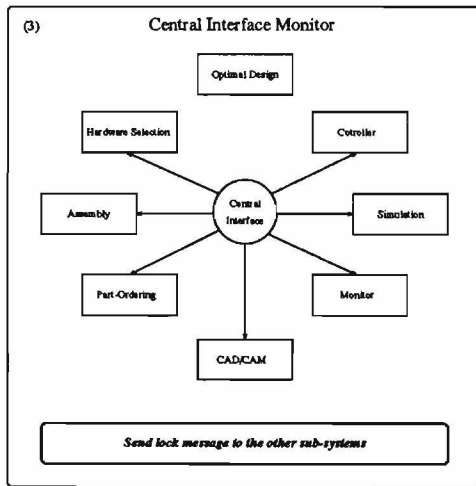 (3) Central Interface Monitor
Optimal Design
Hardware Selection
Cotroller
Central
Interface
Assembly
Simulation
Part-Ordering
Monitor
CAD/CAM
Send lock message to the other sub-systems